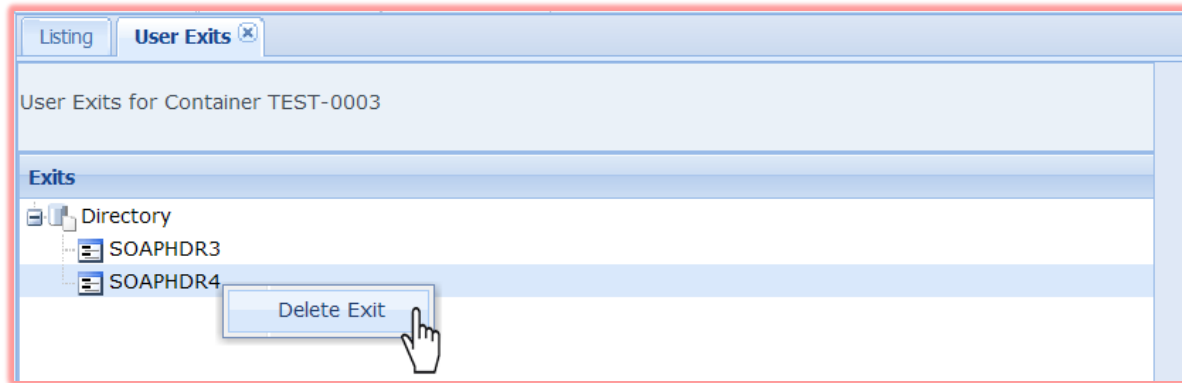 Listing User Exits
User Exits for Container TEST-0003
Exits
Directory
SOAPHDR3
SOAPHDR4
Delete Exit